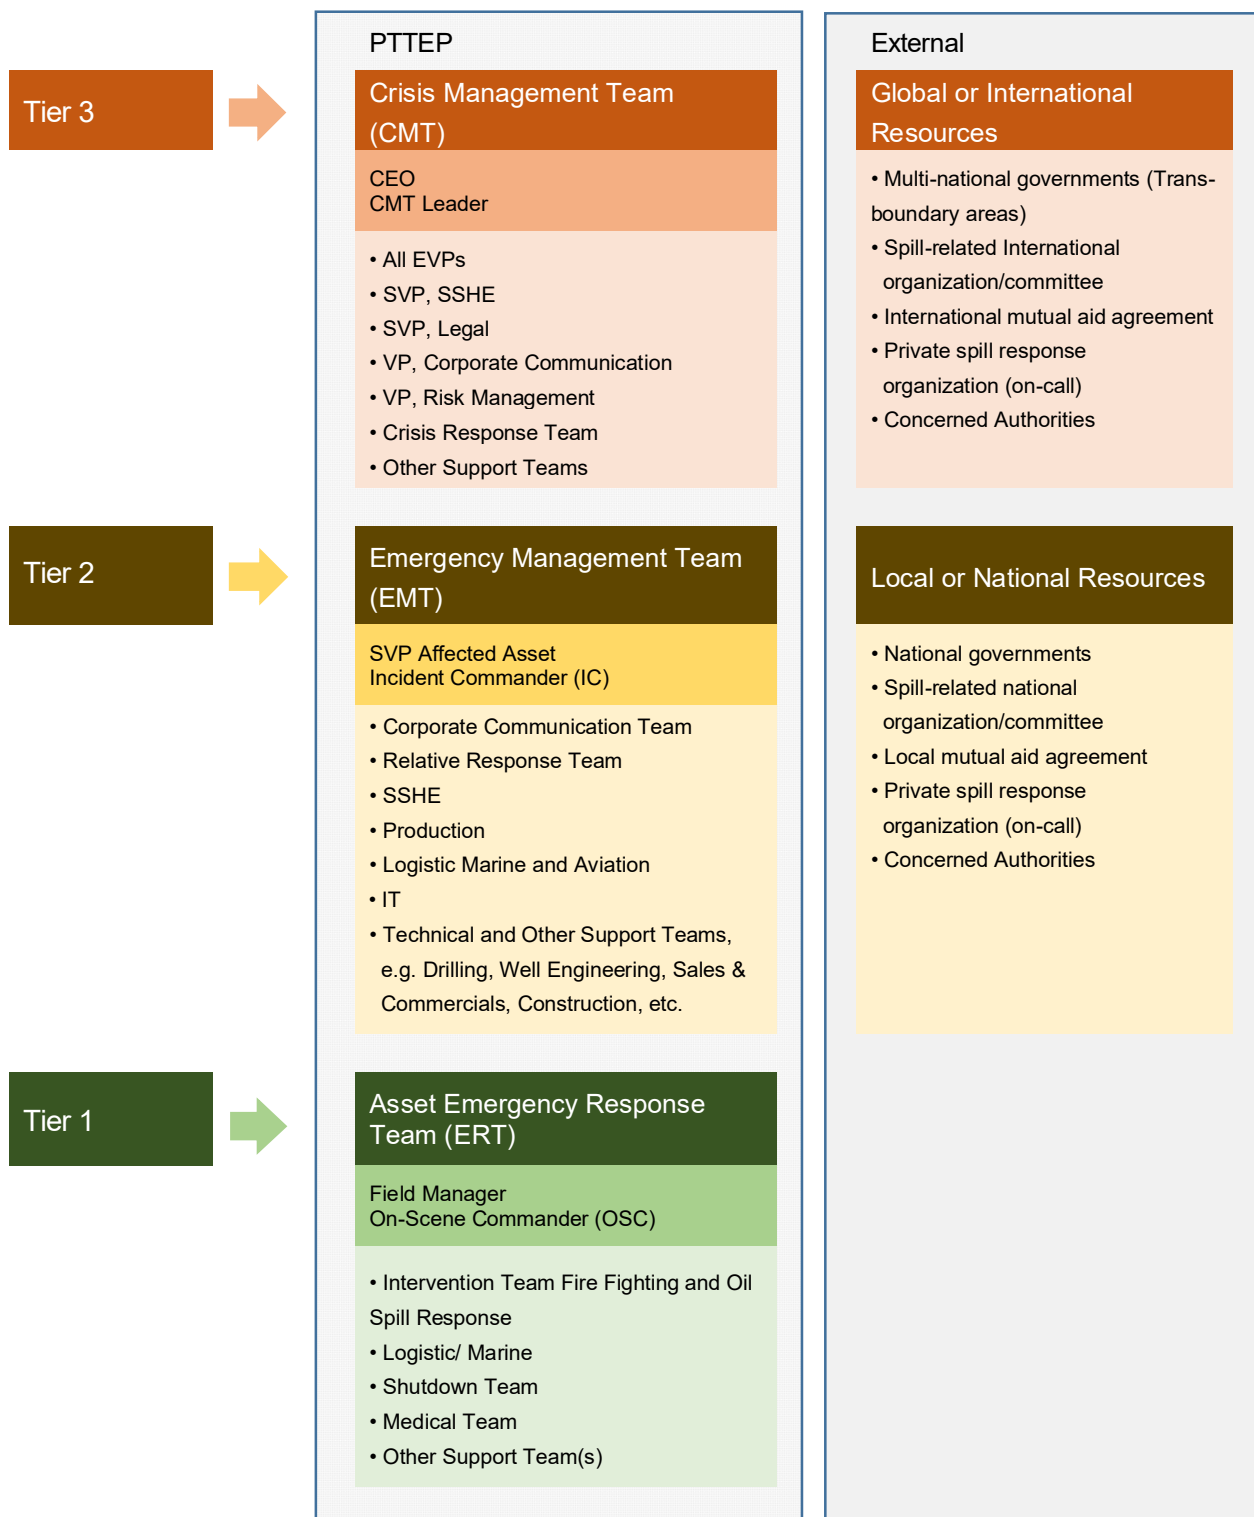 PTTEP
External
Tier 3
Crisis Management Team
(CMT)
CEO
CMT Leader
• All EVPs
• SVP, SSHE
• SVP, Legal
• VP, Corporate Communication
• VP, Risk Management
• Crisis Response Team
• Other Support Teams
Global or International
Resources
• Multi-national governments (Trans-
boundary areas)
• Spill-related International
organization/committee
• International mutual aid agreement
• Private spill response
organization (on-call)
• Concerned Authorities
Tier 2
Emergency Management Team
(EMT)
SVP Affected Asset
Incident Commander (IC)
• Corporate Communication Team
• Relative Response Team
• SSHE
• Production
• Logistic Marine and Aviation
• IT
• Technical and Other Support Teams,
e.g. Drilling, Well Engineering, Sales &
Commercials, Construction, etc.
Local or National Resources
• National governments
• Spill-related national
organization/committee
• Local mutual aid agreement
• Private spill response
organization (on-call)
• Concerned Authorities
Tier 1
Asset Emergency Response
Team (ERT)
Field Manager
On-Scene Commander (OSC)
• Intervention Team Fire Fighting and Oil
Spill Response
• Logistic/ Marine
• Shutdown Team
• Medical Team
• Other Support Team(s)